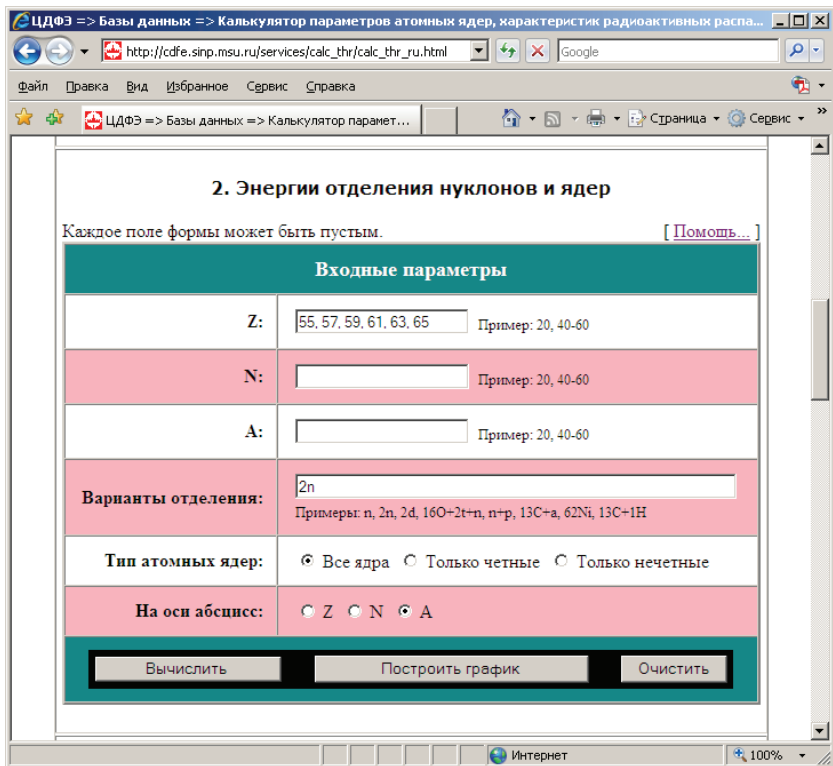 ЦДФЭ => Базы данных => Калькулятор параметров атомных ядер, характеристик радиоактивных распа...
http://cdfe.sinp.msu.ru/services/calc_thr/calc_thr_ru.html
Google
Файл Правка Вид Избранное Сервис Справка
ЦДФЭ => Базы данных => Калькулятор парамет...
Страница Сервис »
2. Энергии отделения нуклонов и ядер
Каждое поле формы может быть пустым. [ Помощь... ]
Входные параметры
Z: 55, 57, 59, 61, 63, 65 Пример: 20, 40-60
N: Пример: 20, 40-60
A: Пример: 20, 40-60
Варианты отделения: 2n
Примеры: n, 2n, 2d, 16O+2t+n, n+p, 13C+a, 62Ni, 13C+1H
Тип атомных ядер: Все ядра Только четные Только нечетные
На оси абсцисс: Z N A
Вычислить Построить график Очистить
Интернет 100%